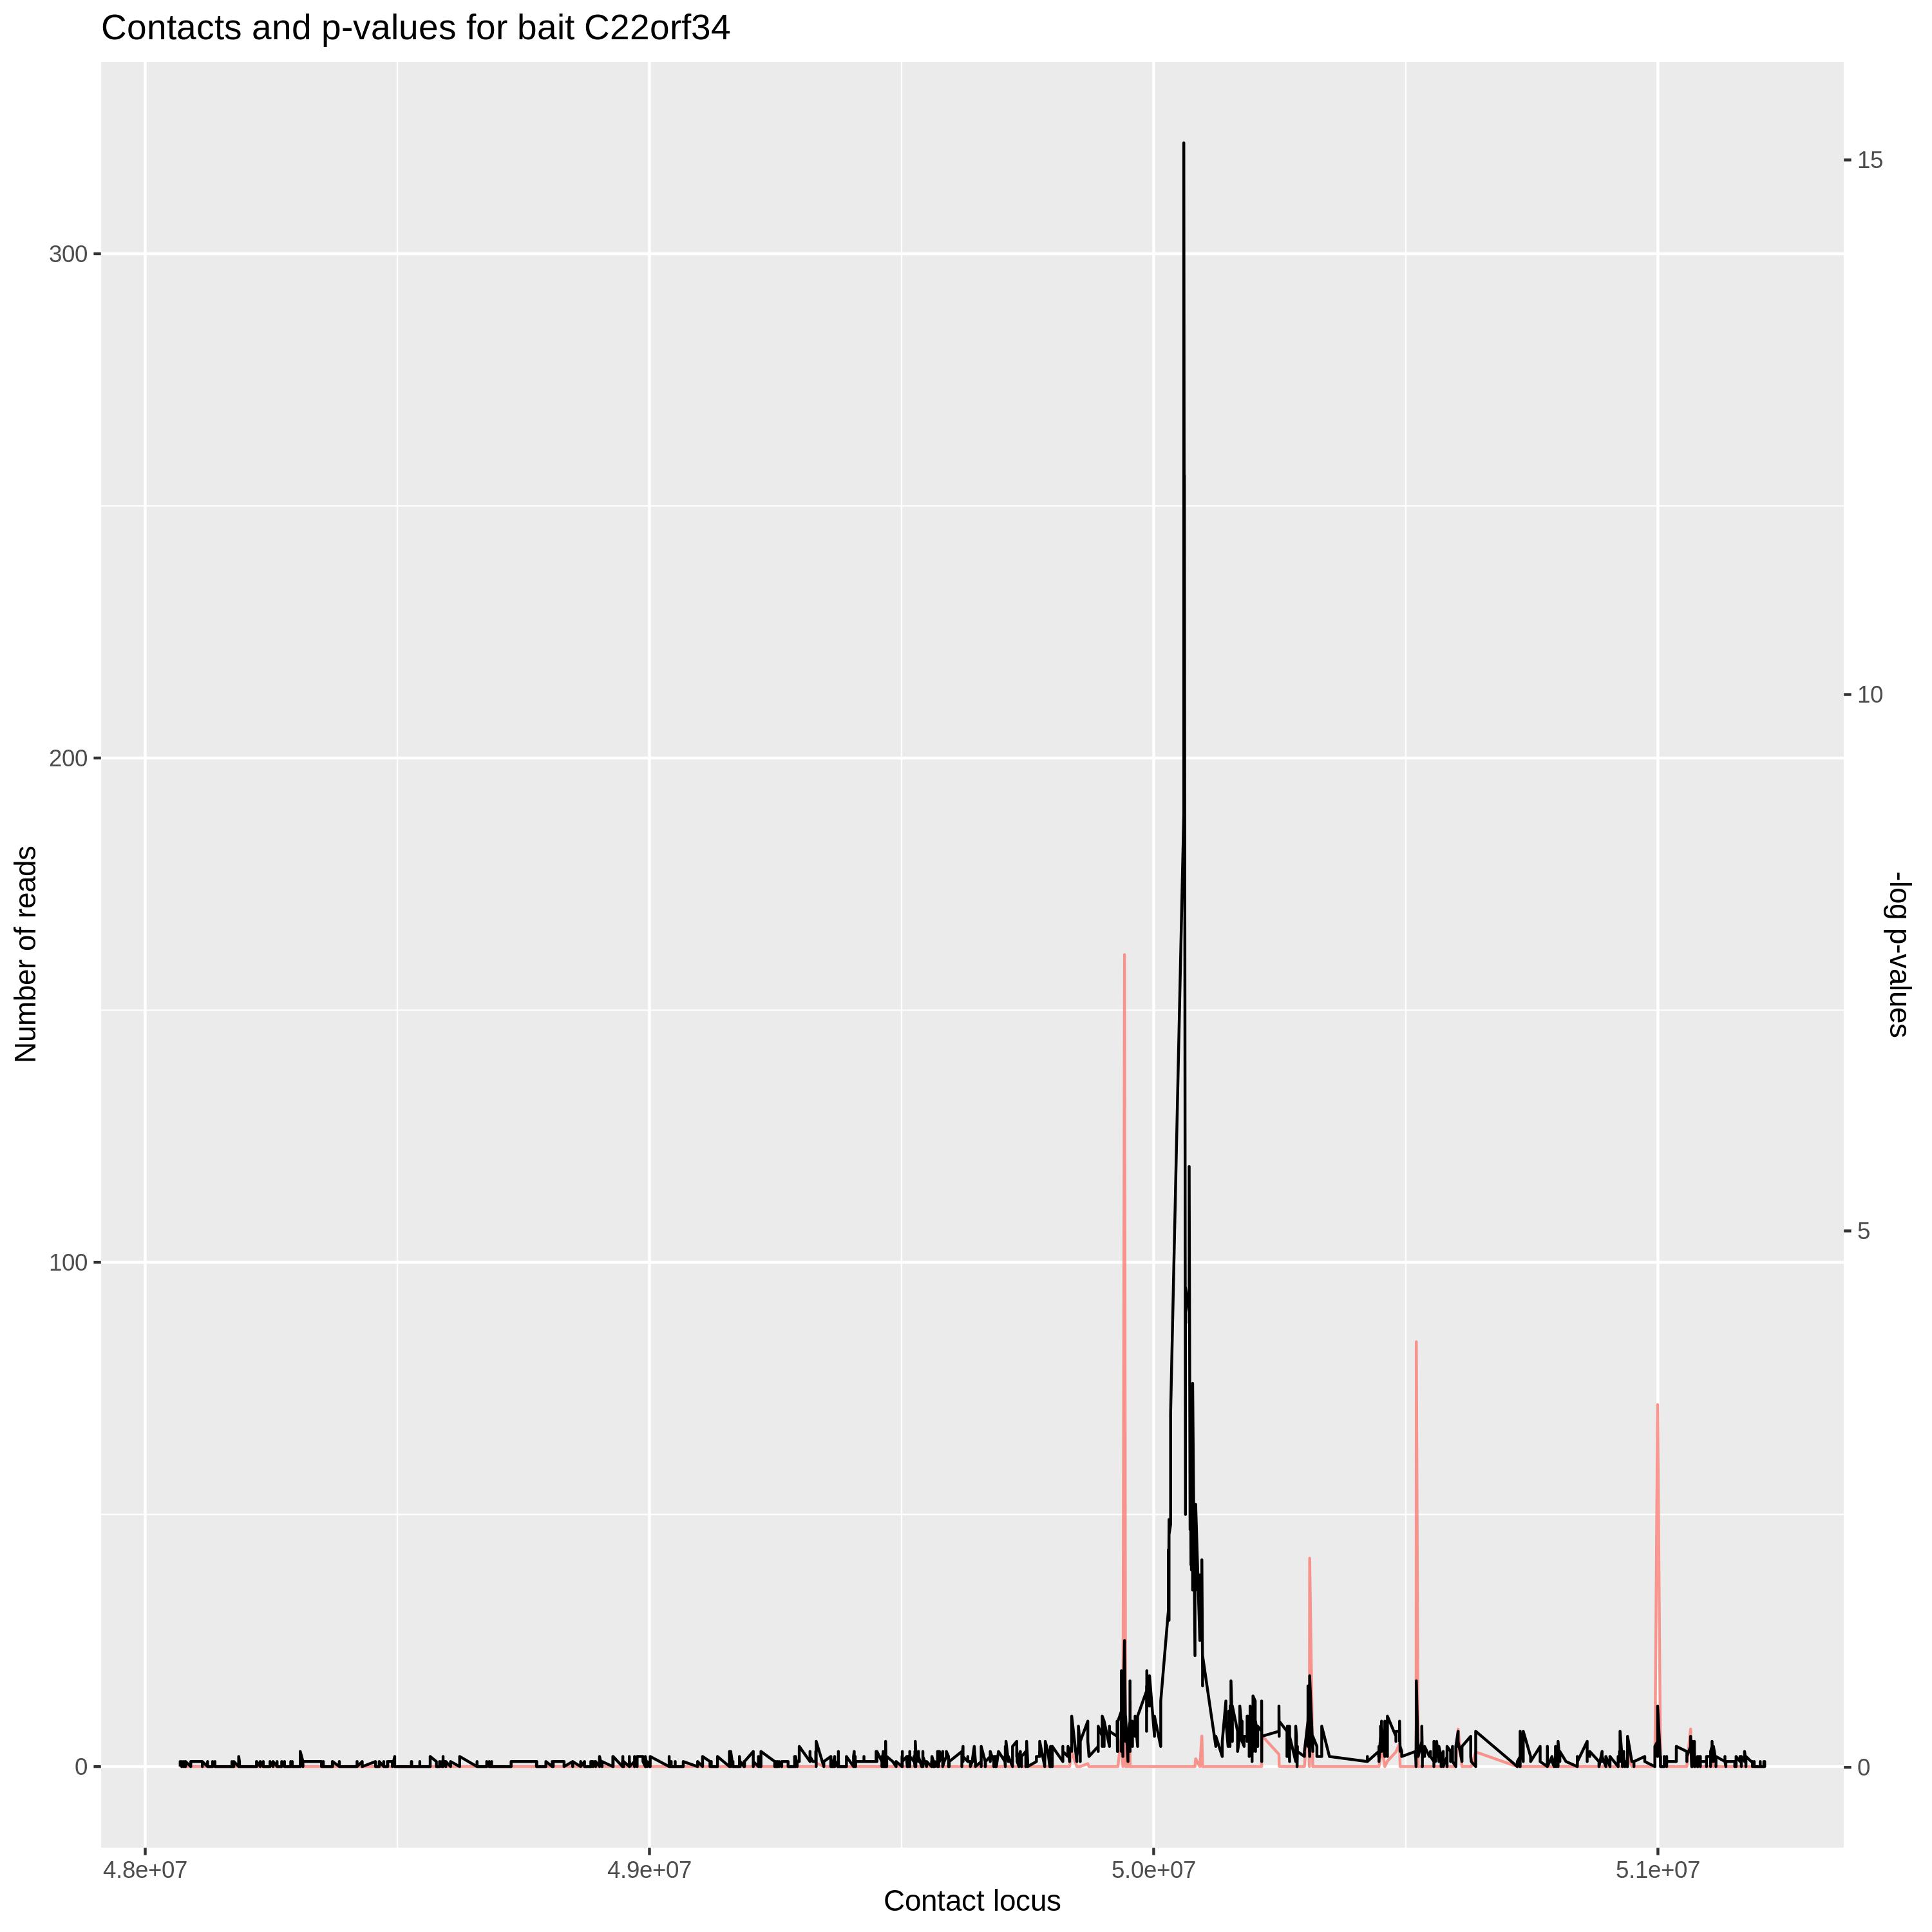 Contacts and p-values for bait C22orf34
Number of reads
300
200
100
0
15
10
5
0
-log p-values
4.8e+07
4.9e+07
5.0e+07
5.1e+07
Contact locus